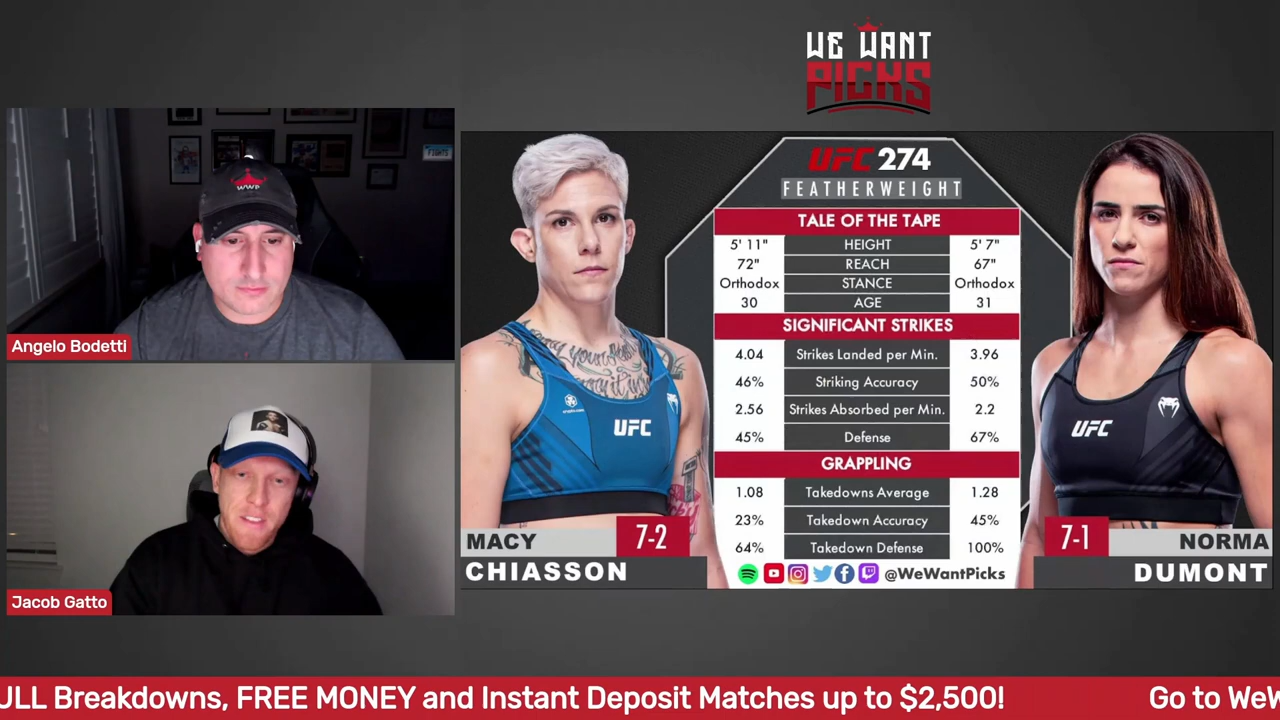 WE WANT
PICKS
WWP
Angelo Bodetti
Jacob Gatto
UFC 274
FEATHERWEIGHT
TALE OF THE TAPE
5' 11" HEIGHT 5' 7"
72" REACH 67"
Orthodox STANCE Orthodox
30 AGE 31
SIGNIFICANT STRIKES
4.04 Strikes Landed per Min. 3.96
46% Striking Accuracy 50%
2.56 Strikes Absorbed per Min. 2.2
45% Defense 67%
GRAPPLING
1.08 Takedowns Average 1.28
23% Takedown Accuracy 45%
64% Takedown Defense 100%
@WeWantPicks
UFC
UFC
MACY 7-2
CHIASSON
7-1 NORMA
DUMONT
ULL Breakdowns, FREE MONEY and Instant Deposit Matches up to $2,500! Go to WeW